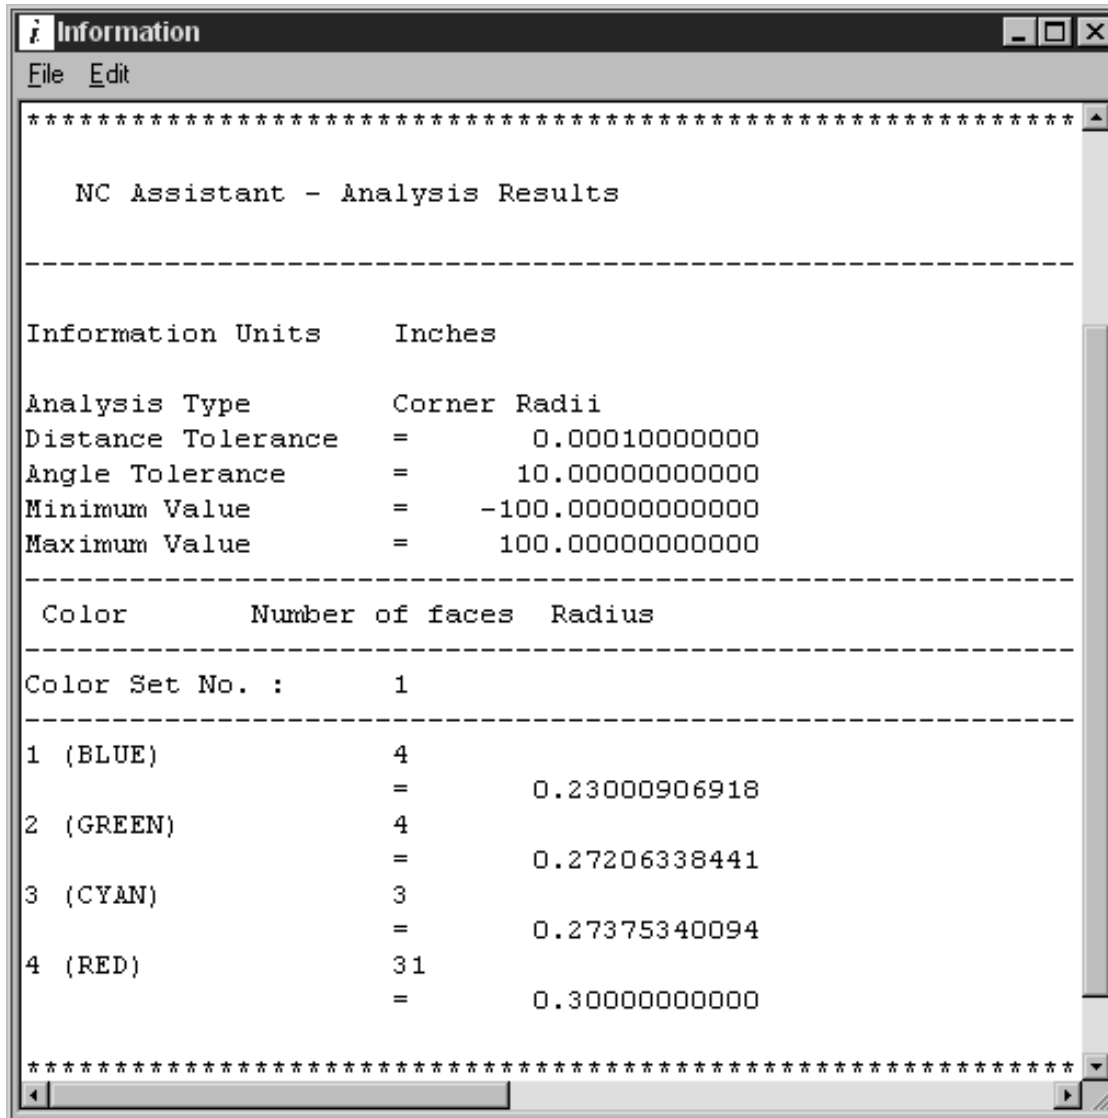 i Information
File Edit
*************************************************************
NC Assistant - Analysis Results
-------------------------------------------------------------
Information Units Inches
Analysis Type Corner Radii
Distance Tolerance = 0.00010000000
Angle Tolerance = 10.00000000000
Minimum Value = -100.00000000000
Maximum Value = 100.00000000000
-------------------------------------------------------------
Color Number of faces Radius
-------------------------------------------------------------
Color Set No. : 1
-------------------------------------------------------------
1 (BLUE) 4
= 0.23000906918
2 (GREEN) 4
= 0.27206338441
3 (CYAN) 3
= 0.27375340094
4 (RED) 31
= 0.30000000000
*************************************************************